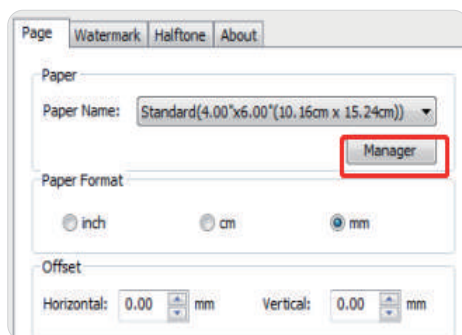 Page Watermark Halftone About
Paper
Paper Name: Standard(4.00"x6.00"(10.16cm x 15.24cm))
Manager
Paper Format
inch cm mm
Offset
Horizontal: 0.00 mm Vertical: 0.00 mm